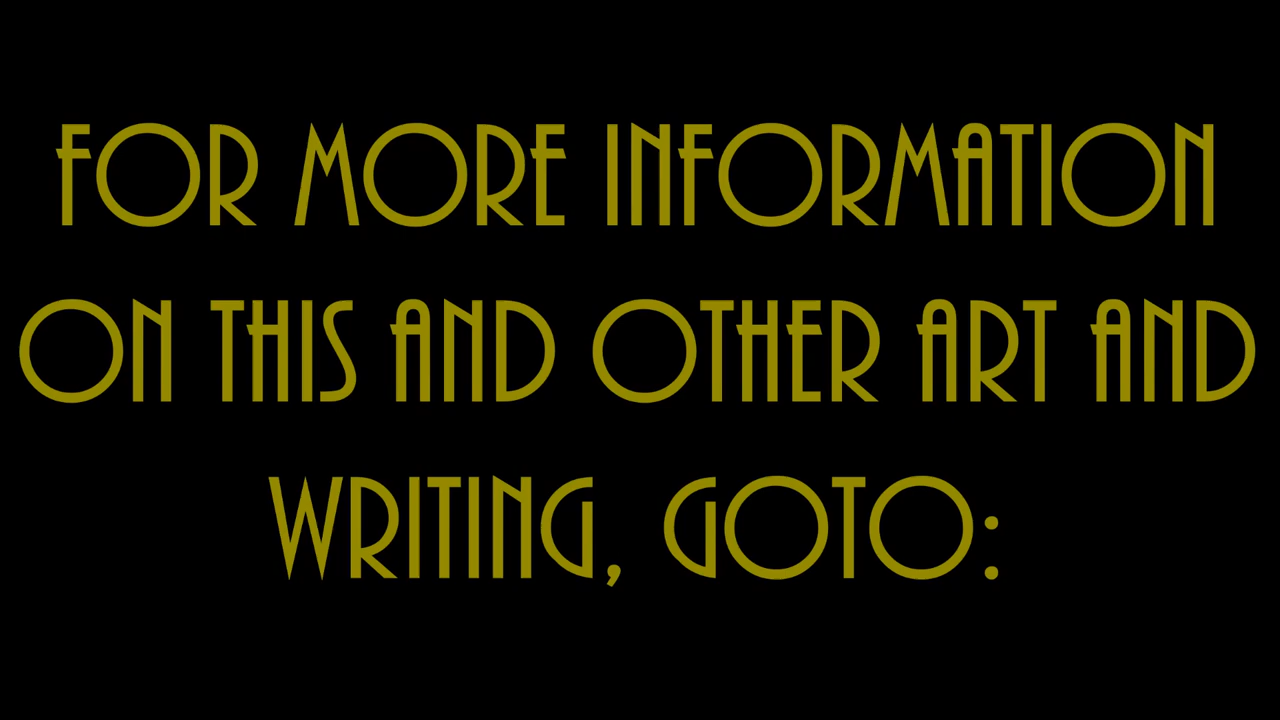 FOR MORE INFORMATION
ON THIS AND OTHER ART AND
WRITING, GOTO: